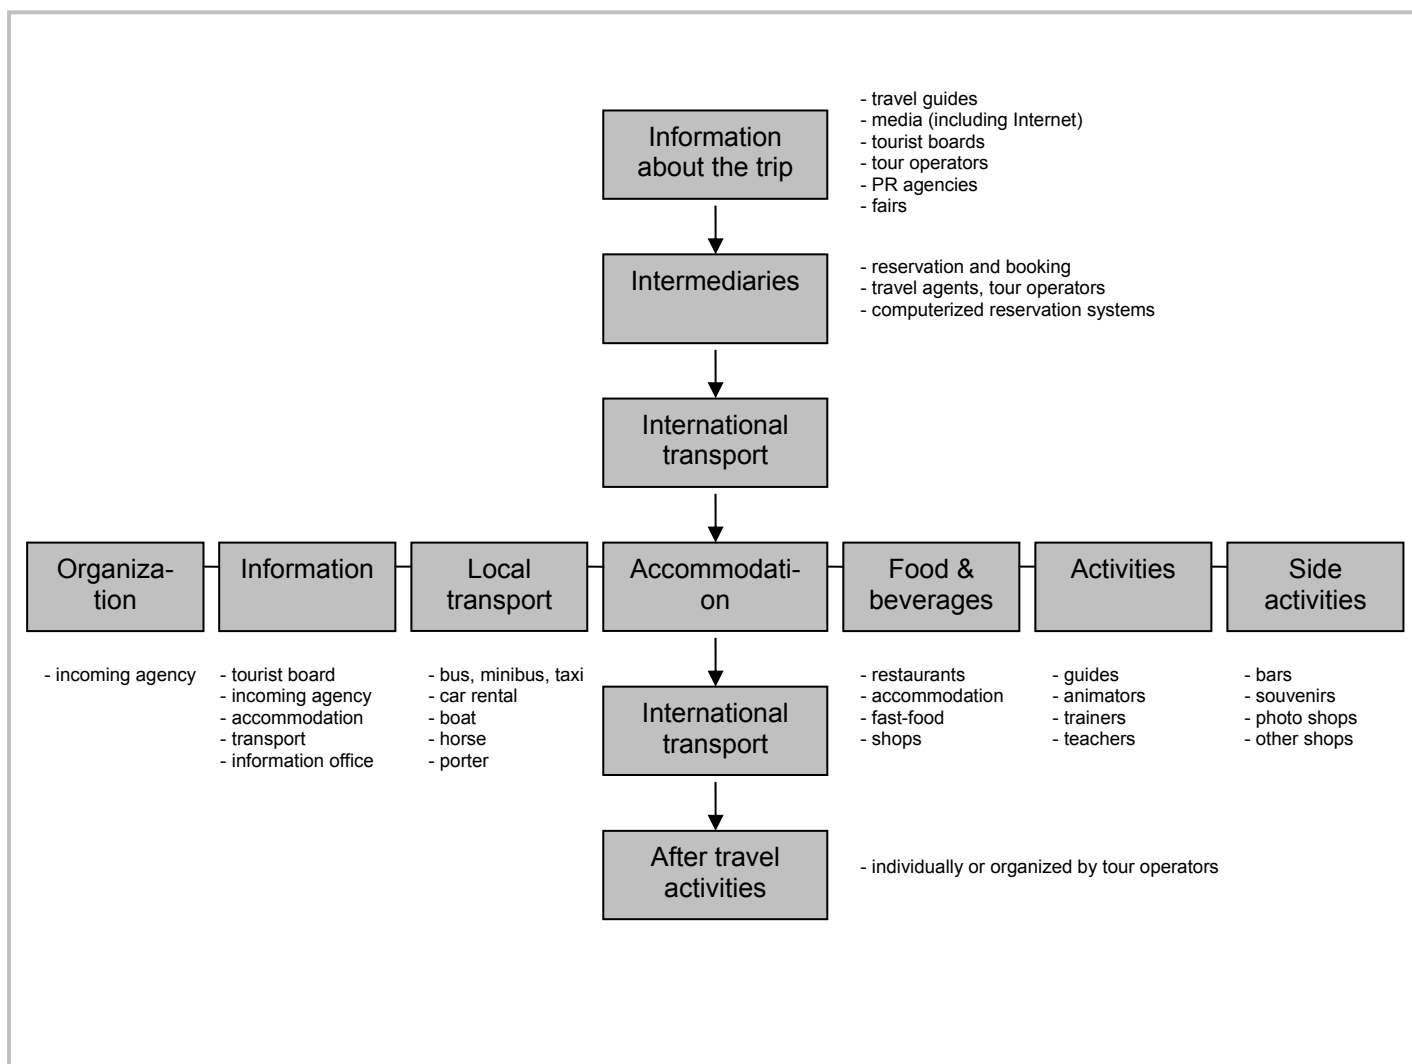 Information
about the trip
- travel guides
- media (including Internet)
- tourist boards
- tour operators
- PR agencies
- fairs
Intermediaries
- reservation and booking
- travel agents, tour operators
- computerized reservation systems
International
transport
Organiza-
tion
Information
Local
transport
Accommodati-
on
Food &
beverages
Activities
Side
activities
- incoming agency
- tourist board
- incoming agency
- accommodation
- transport
- information office
- bus, minibus, taxi
- car rental
- boat
- horse
- porter
International
transport
- restaurants
- accommodation
- fast-food
- shops
- guides
- animators
- trainers
- teachers
- bars
- souvenirs
- photo shops
- other shops
After travel
activities
- individually or organized by tour operators